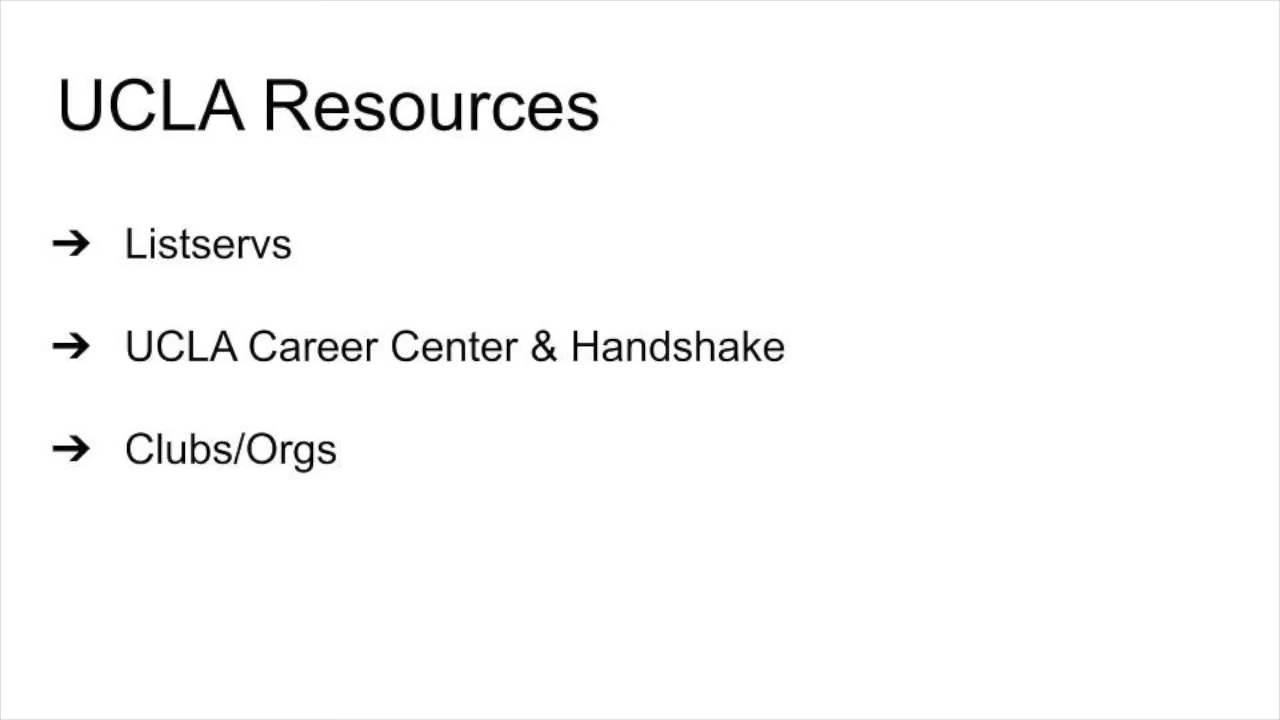 UCLA Resources
➔ Listservs
➔ UCLA Career Center & Handshake
➔ Clubs/Orgs